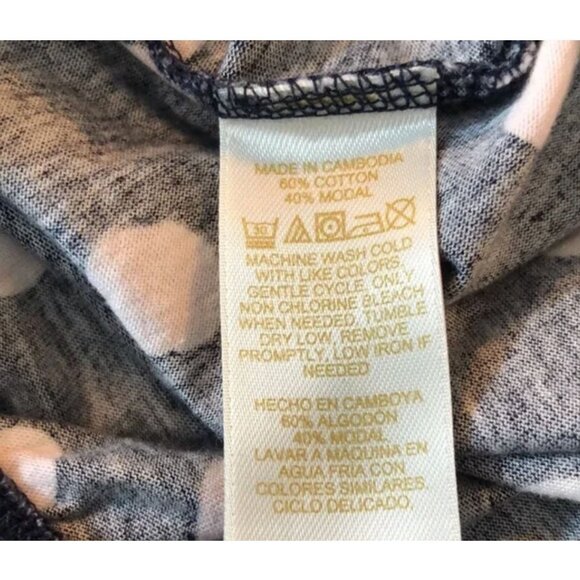 MADE IN CAMBODIA
60% COTTON
40% MODAL
30
MACHINE WASH COLD
WITH LIKE COLORS,
GENTLE CYCLE, ONLY
NON CHLORINE BLEACH
WHEN NEEDED, TUMBLE
DRY LOW, REMOVE
PROMPTLY, LOW IRON IF
NEEDED
HECHO EN CAMBOYA
60% ALGODON
40% MODAL
LAVAR A MAQUINA EN
AGUA FRIA CON
COLORES SIMILARES,
CICLO DELICADO,